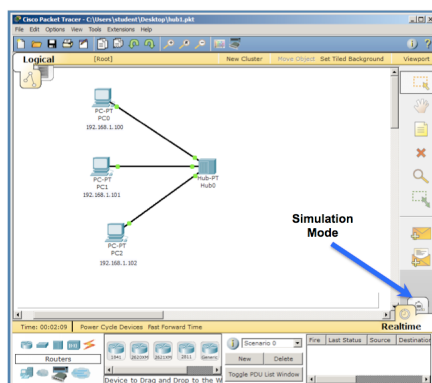 Cisco Packet Tracer - C:\Users\student\Desktop\hub1.pkt
File Edit Options View Tools Extensions Help
Logical [Root] New Cluster Move Object Set Tiled Background Viewport
PC-PT
PC0
192.168.1.100
PC-PT
PC1
192.168.1.101
Hub-PT
Hub0
PC-PT
PC2
192.168.1.102
Simulation
Mode
Time: 00:02:09 Power Cycle Devices Fast Forward Time Realtime
Routers
1841 2620XM 2621XM 2811 Generic
Device to Drag and Drop to the W
Scenario 0
New Delete
Toggle PDU List Window
Fire Last Status Source Destination